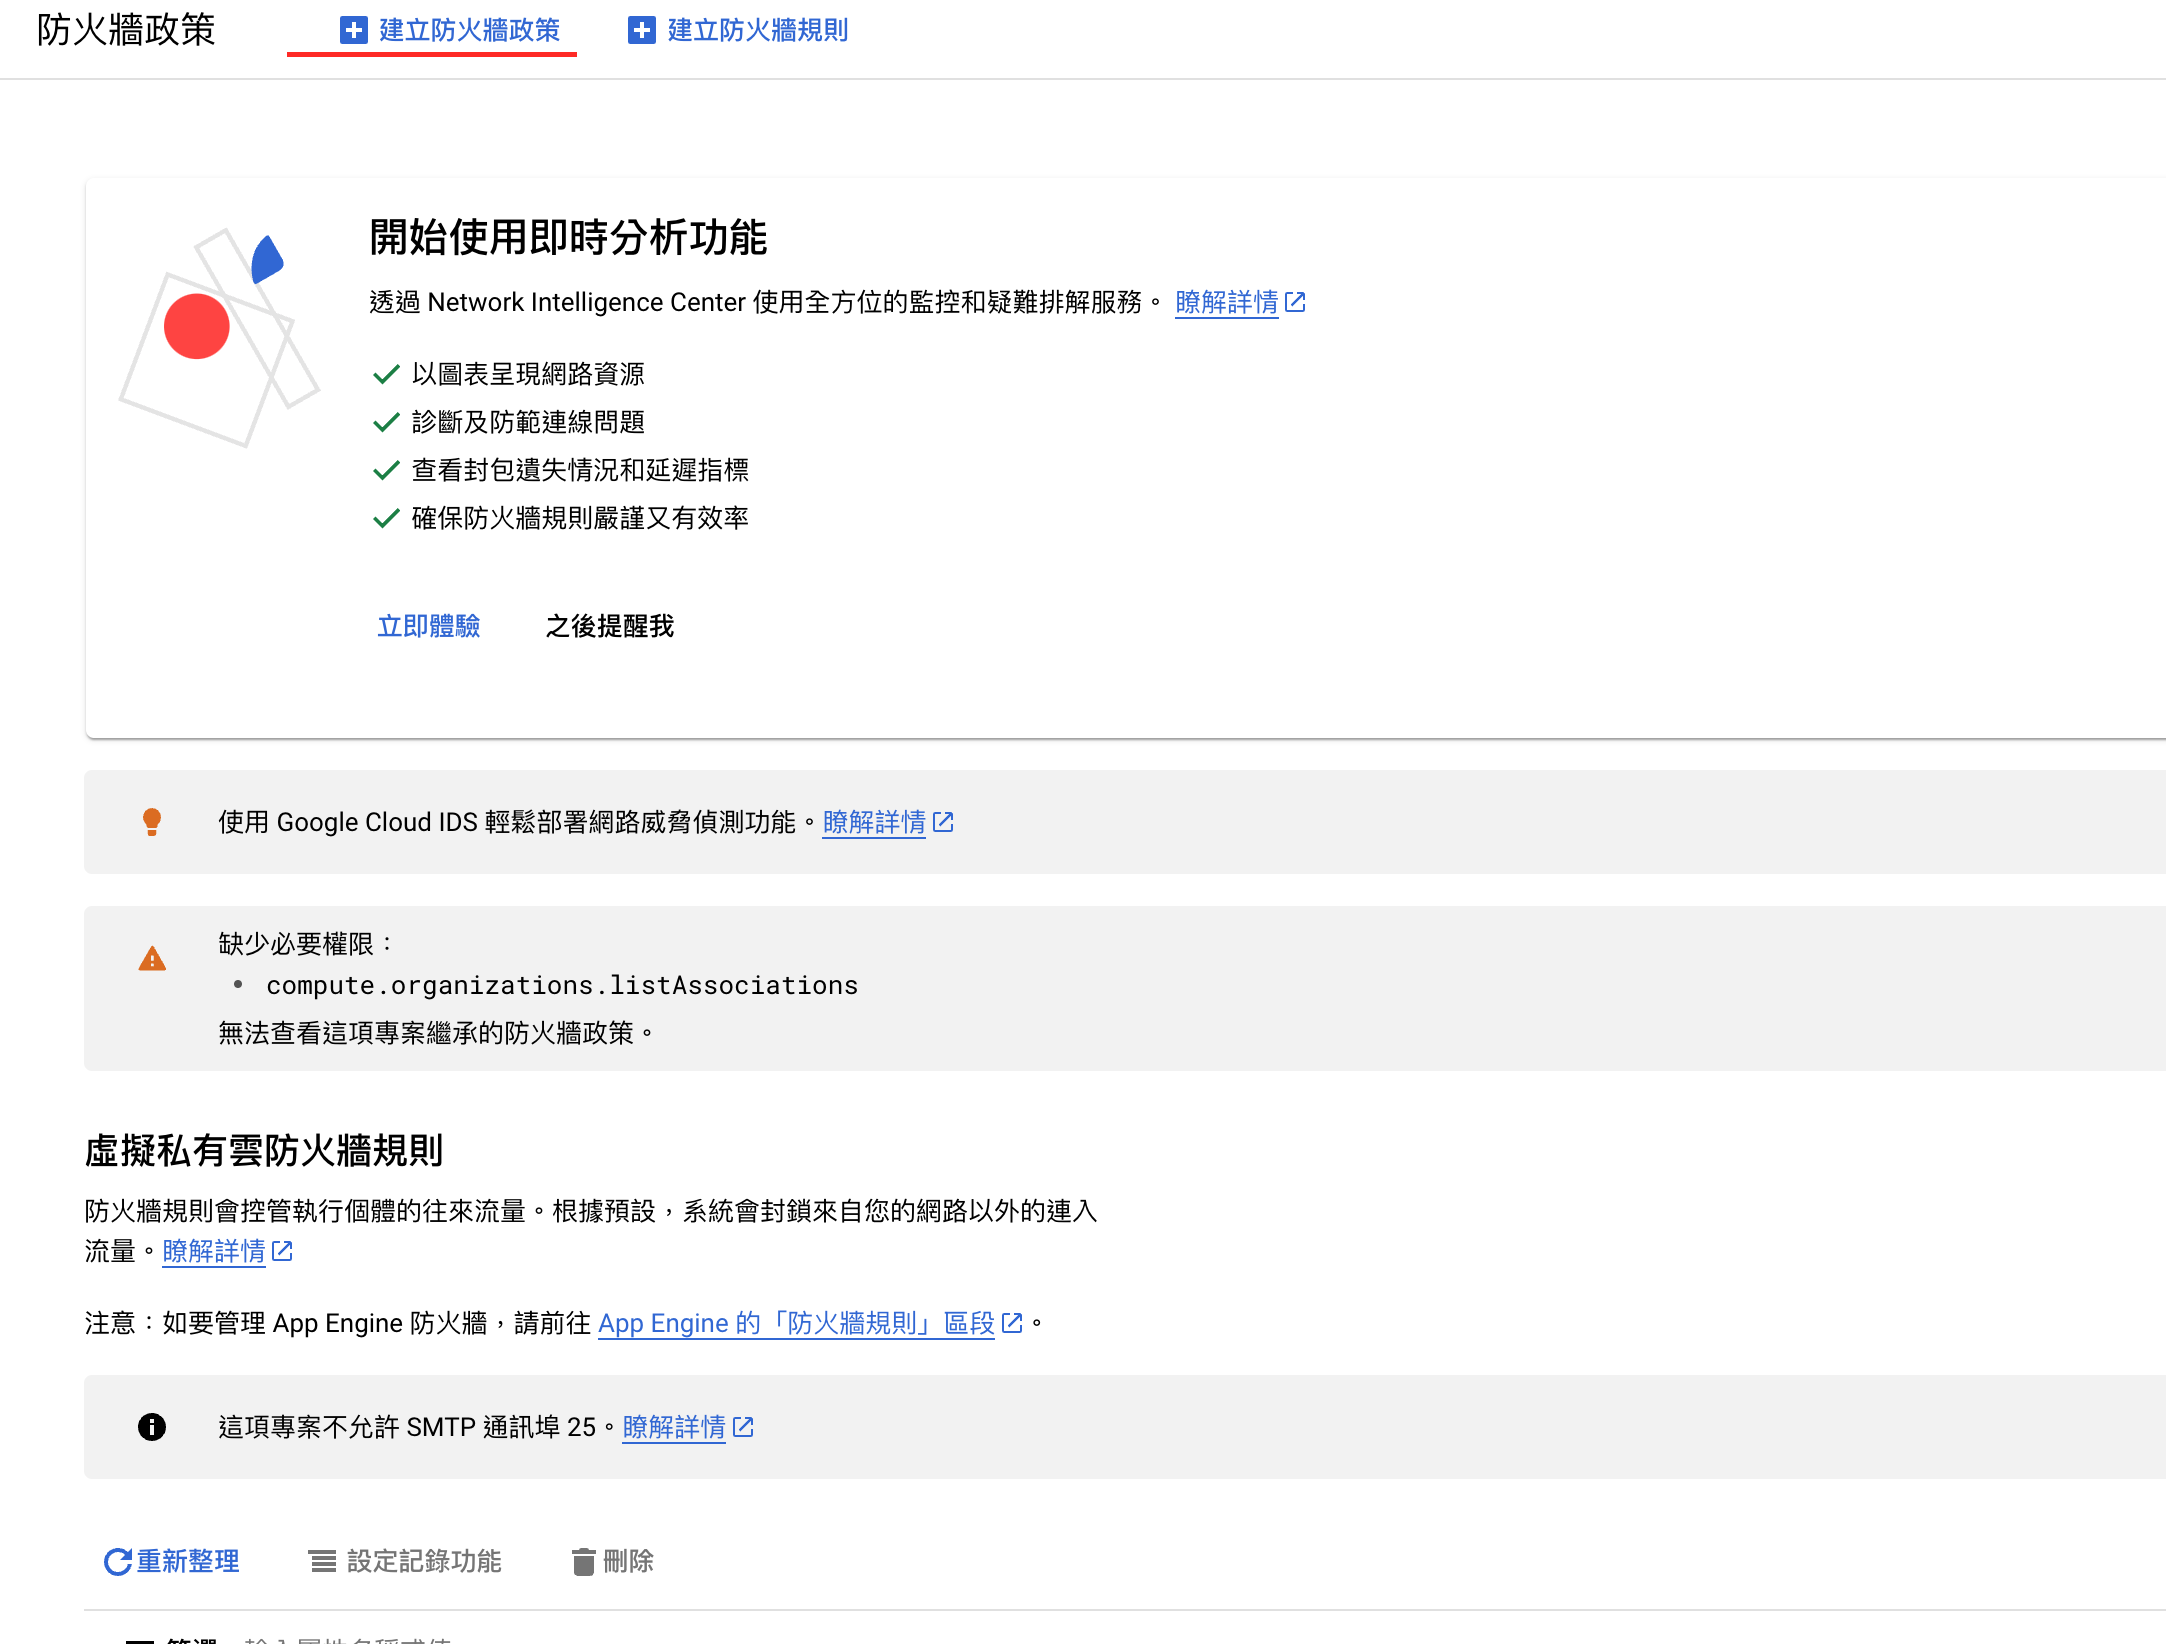 防火牆政策
建立防火牆政策
建立防火牆規則
開始使用即時分析功能
透過 Network Intelligence Center 使用全方位的監控和疑難排解服務。 瞭解詳情
以圖表呈現網路資源
診斷及防範連線問題
查看封包遺失情況和延遲指標
確保防火牆規則嚴謹又有效率
立即體驗
之後提醒我
使用 Google Cloud IDS 輕鬆部署網路威脅偵測功能。瞭解詳情
缺少必要權限：
• compute.organizations.listAssociations
無法查看這項專案繼承的防火牆政策。
虛擬私有雲防火牆規則
防火牆規則會控管執行個體的往來流量。根據預設，系統會封鎖來自您的網路以外的連入
流量。瞭解詳情
注意：如要管理 App Engine 防火牆，請前往 App Engine 的「防火牆規則」區段。
這項專案不允許 SMTP 通訊埠 25。瞭解詳情
重新整理
設定記錄功能
刪除